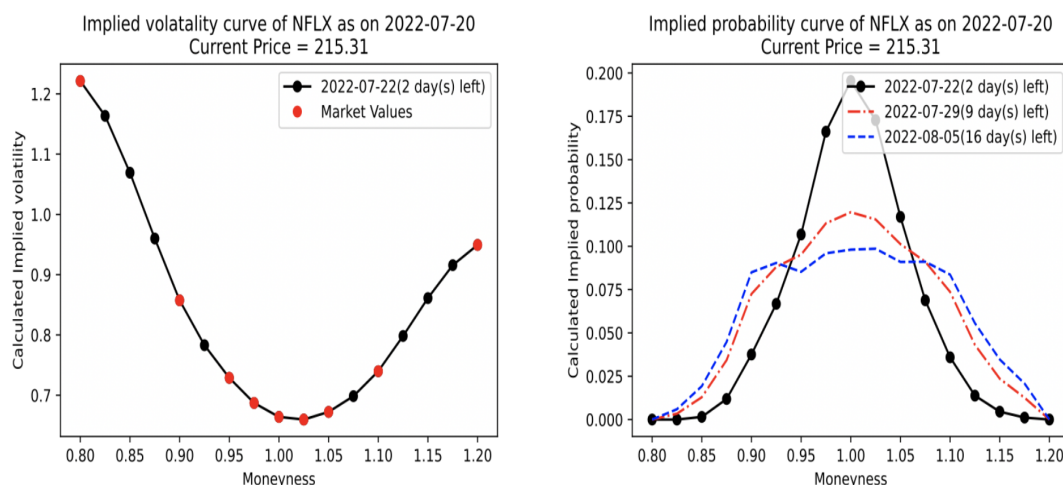 Implied volatality curve of NFLX as on 2022-07-20
Current Price = 215.31
2022-07-22(2 day(s) left)
Market Values
Calculated Implied volatility
1.2
1.1
1.0
0.9
0.8
0.7
0.80
0.85
0.90
0.95
1.00
1.05
1.10
1.15
1.20
Moneyness
Implied probability curve of NFLX as on 2022-07-20
Current Price = 215.31
2022-07-22(2 day(s) left)
2022-07-29(9 day(s) left)
2022-08-05(16 day(s) left)
Calculated Implied probability
0.200
0.175
0.150
0.125
0.100
0.075
0.050
0.025
0.000
0.80
0.85
0.90
0.95
1.00
1.05
1.10
1.15
1.20
Moneyness